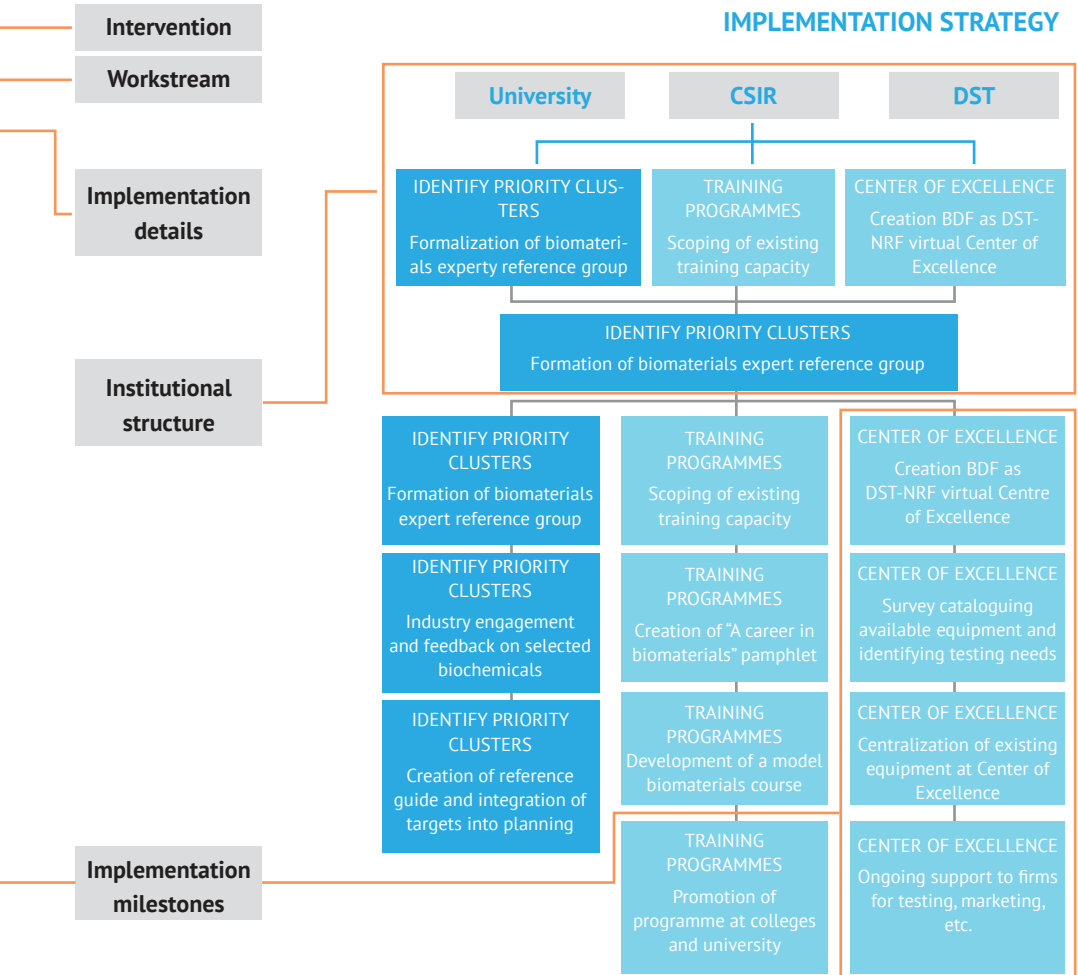 IMPLEMENTATION STRATEGY
Intervention
Workstream
Implementation
details
Institutional
structure
Implementation
milestones
University
CSIR
DST
IDENTIFY PRIORITY CLUS-
TERS
Formalization of biomateri-
als experty reference group
TRAINING
PROGRAMMES
Scoping of existing
training capacity
CENTER OF EXCELLENCE
Creation BDF as DST-
NRF virtual Center of
Excellence
IDENTIFY PRIORITY CLUSTERS
Formation of biomaterials expert reference group
IDENTIFY PRIORITY
CLUSTERS
Formation of biomaterials
expert reference group
IDENTIFY PRIORITY
CLUSTERS
Industry engagement
and feedback on selected
biochemicals
IDENTIFY PRIORITY
CLUSTERS
Creation of reference
guide and integration of
targets into planning
TRAINING
PROGRAMMES
Scoping of existing
training capacity
TRAINING
PROGRAMMES
Creation of “A career in
biomaterials” pamphlet
TRAINING
PROGRAMMES
Development of a model
biomaterials course
TRAINING
PROGRAMMES
Promotion of
programme at colleges
and university
CENTER OF EXCELLENCE
Creation BDF as
DST-NRF virtual Centre
of Excellence
CENTER OF EXCELLENCE
Survey cataloguing
available equipment and
identifying testing needs
CENTER OF EXCELLENCE
Centralization of existing
equipment at Center of
Excellence
CENTER OF EXCELLENCE
Ongoing support to firms
for testing, marketing,
etc.